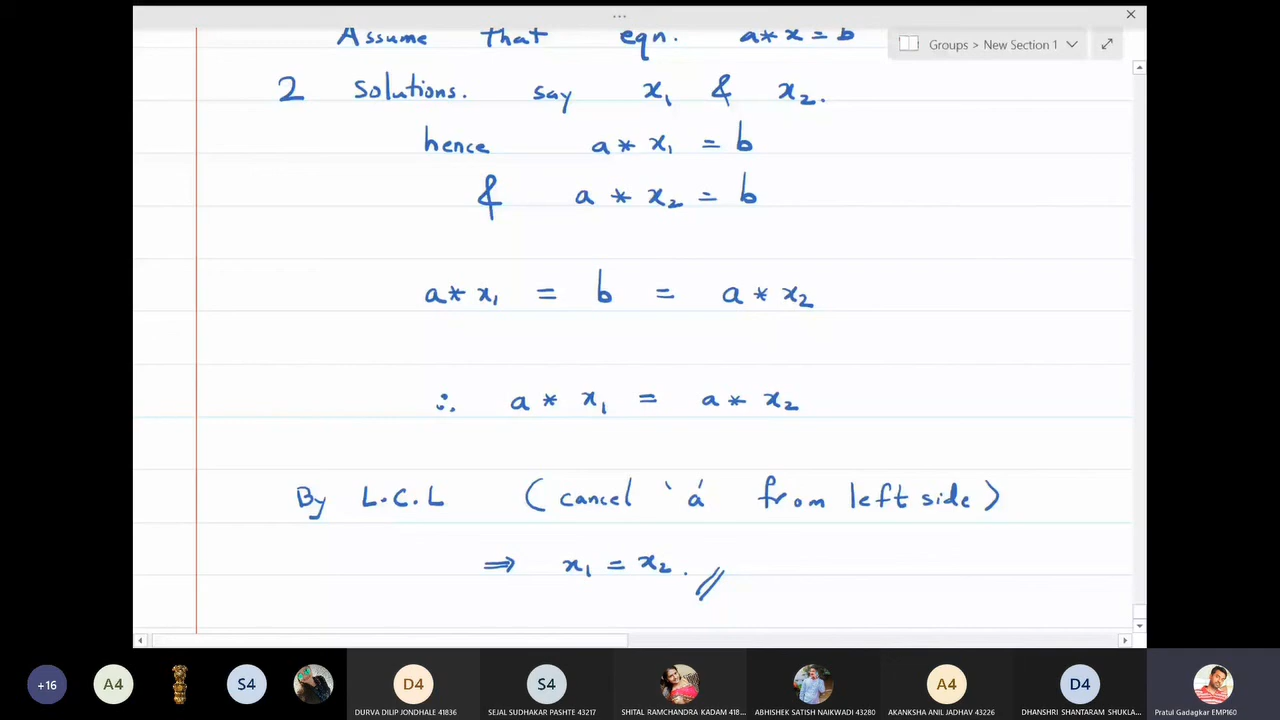 Assume that eqn. a * x = b
Groups > New Section 1
2 solutions. say x₁ & x₂.
hence a * x₁ = b
& a * x₂ = b
a * x₁ = b = a * x₂
∴ a * x₁ = a * x₂
By L.C.L (cancel 'a' from left side)
⇒ x₁ = x₂. //
+16
A4
S4
D4
S4
A4
D4
DURVA DILIP JONDHALE 41836
SEJAL SUDHAKAR PASHTE 43217
SHITAL RAMCHANDRA KADAM 418...
ABHISHEK SATISH NAIKWADI 43280
AKANKSHA ANIL JADHAV 43226
DHANSHRI SHANTARAM SHUKLA...
Pratul Gadagkar EMP160